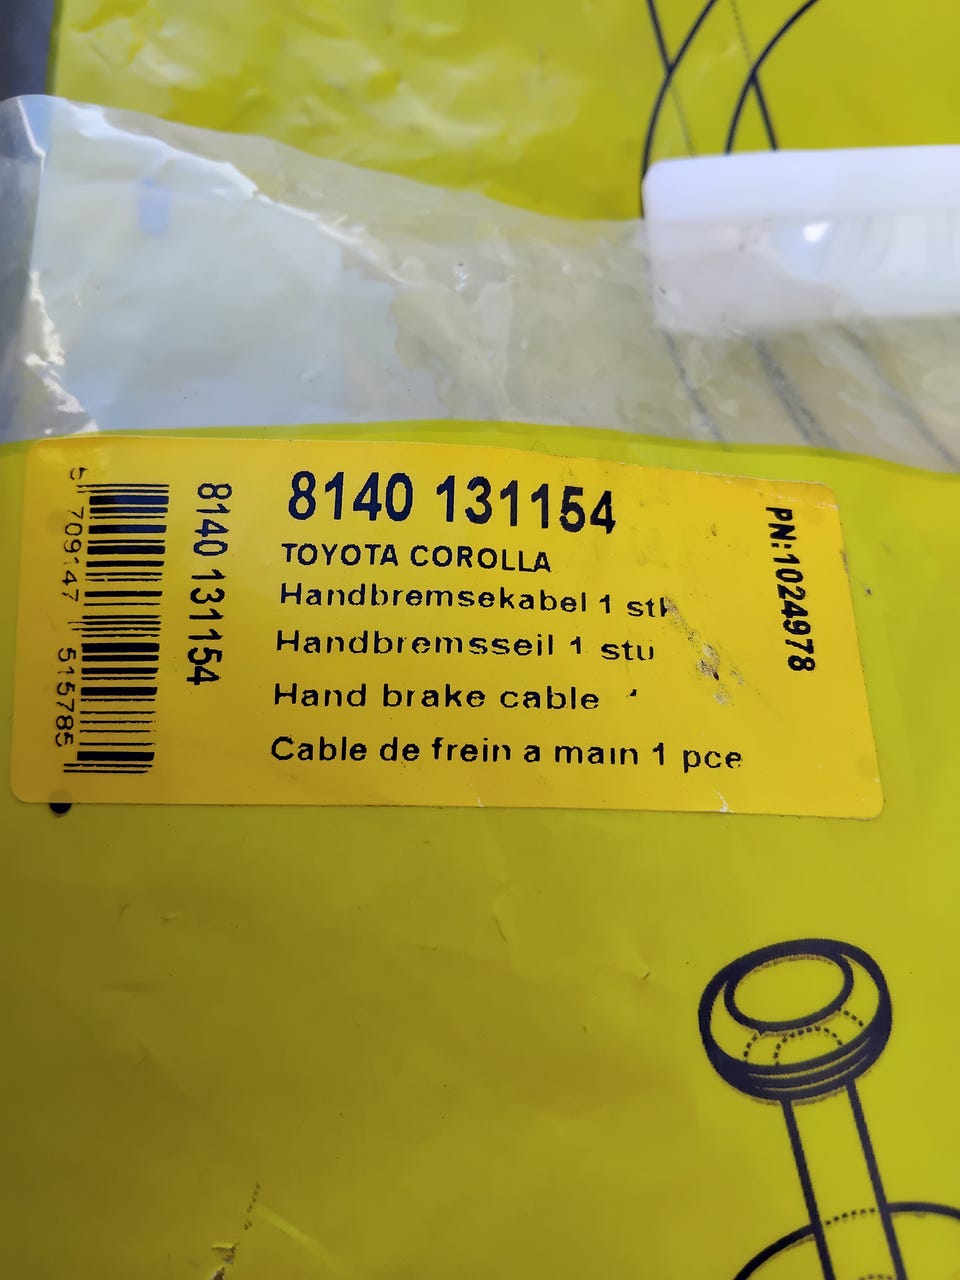 8140 131154
TOYOTA COROLLA
Handbremsekabel 1
Handbremsseil 1
Hand brake cable
Cable de frein a main 1 pce
PN:1024978
8140 131154
5 709147 515785